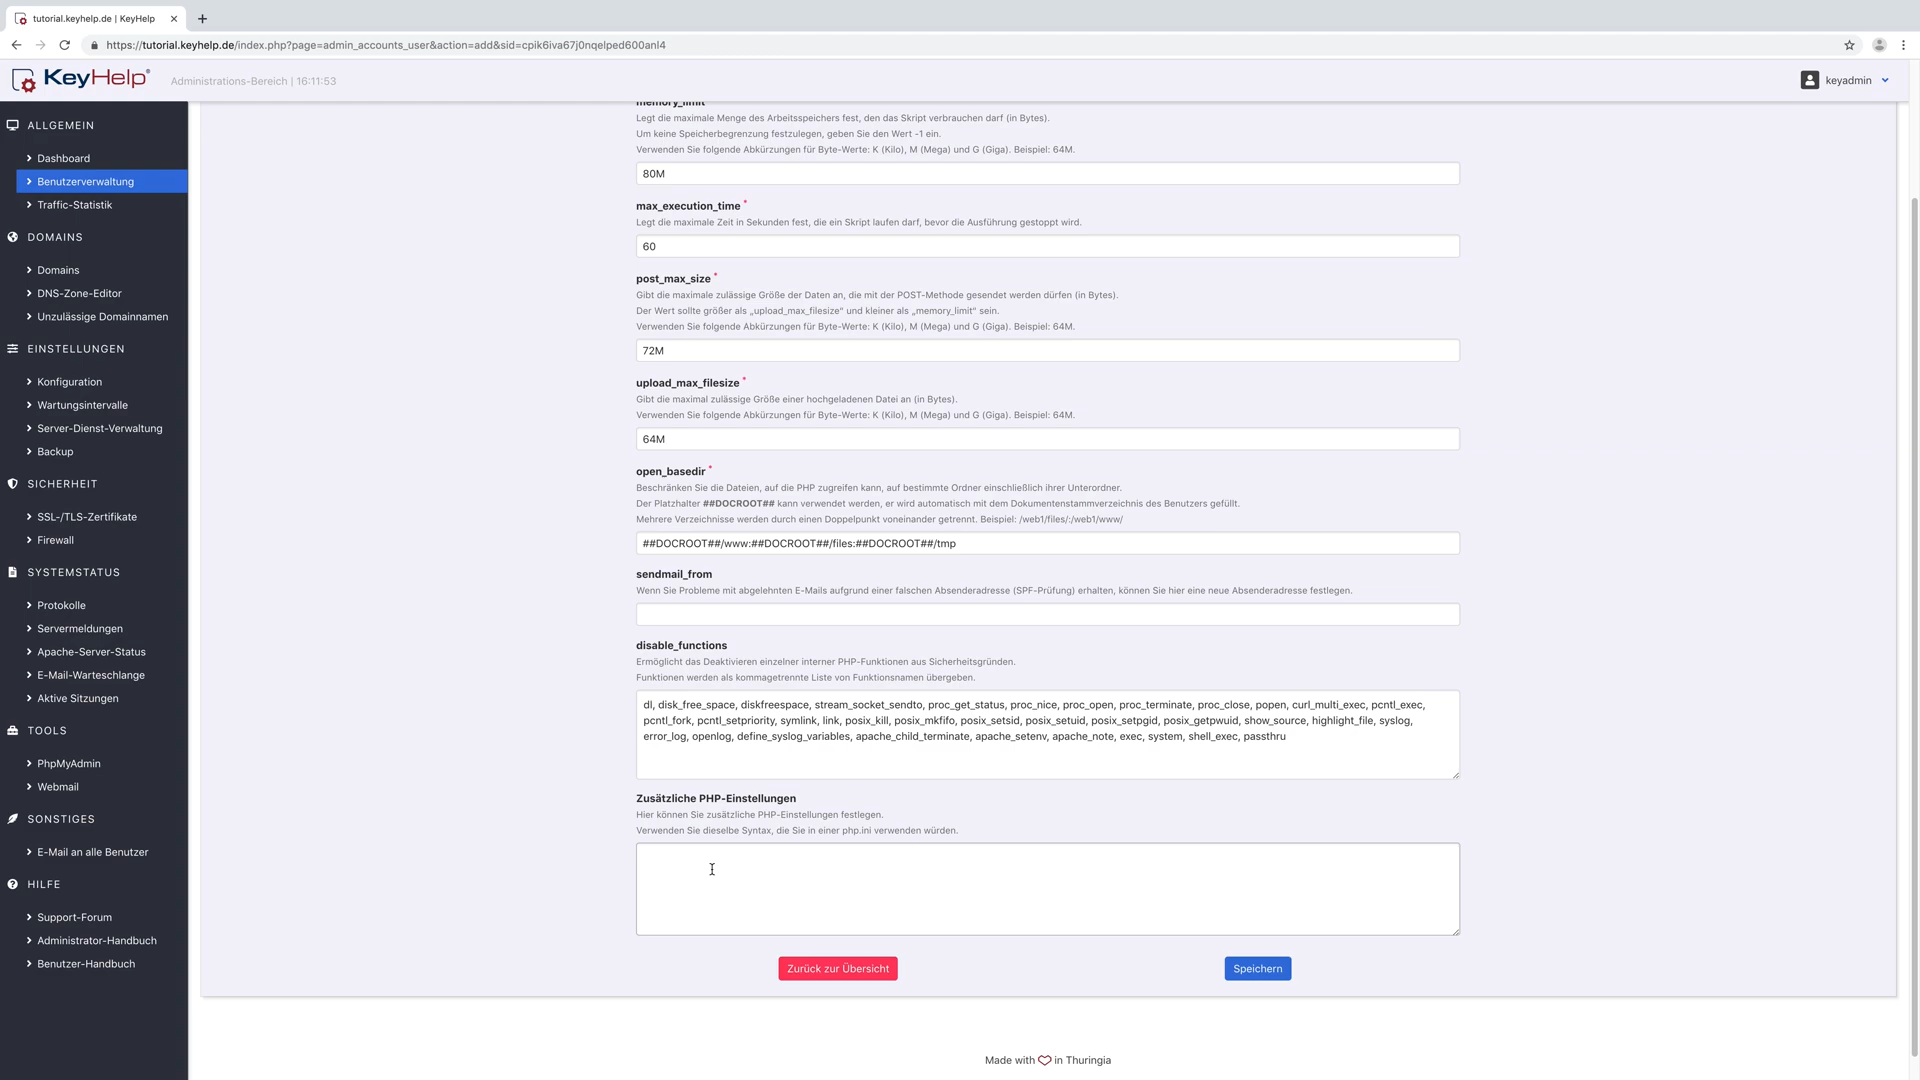 tutorial.keyhelp.de | KeyHelp
https://tutorial.keyhelp.de/index.php?page=admin_accounts_user&action=add&sid=cpik6iva67j0nqelped600anl4
KeyHelp
Administrations-Bereich | 16:11:53
keyadmin
ALLGEMEIN
Dashboard
Benutzerverwaltung
Traffic-Statistik
DOMAINS
Domains
DNS-Zone-Editor
Unzulässige Domainnamen
EINSTELLUNGEN
Konfiguration
Wartungsintervalle
Server-Dienst-Verwaltung
Backup
SICHERHEIT
SSL-/TLS-Zertifikate
Firewall
SYSTEMSTATUS
Protokolle
Servermeldungen
Apache-Server-Status
E-Mail-Warteschlange
Aktive Sitzungen
TOOLS
PhpMyAdmin
Webmail
SONSTIGES
E-Mail an alle Benutzer
HILFE
Support-Forum
Administrator-Handbuch
Benutzer-Handbuch
memory_limit
Legt die maximale Menge des Arbeitsspeichers fest, den das Skript verbrauchen darf (in Bytes).
Um keine Speicherbegrenzung festzulegen, geben Sie den Wert -1 ein.
Verwenden Sie folgende Abkürzungen für Byte-Werte: K (Kilo), M (Mega) und G (Giga). Beispiel: 64M.
80M
max_execution_time *
Legt die maximale Zeit in Sekunden fest, die ein Skript laufen darf, bevor die Ausführung gestoppt wird.
60
post_max_size *
Gibt die maximale zulässige Größe der Daten an, die mit der POST-Methode gesendet werden dürfen (in Bytes).
Der Wert sollte größer als „upload_max_filesize“ und kleiner als „memory_limit“ sein.
Verwenden Sie folgende Abkürzungen für Byte-Werte: K (Kilo), M (Mega) und G (Giga). Beispiel: 64M.
72M
upload_max_filesize *
Gibt die maximal zulässige Größe einer hochgeladenen Datei an (in Bytes).
Verwenden Sie folgende Abkürzungen für Byte-Werte: K (Kilo), M (Mega) und G (Giga). Beispiel: 64M.
64M
open_basedir *
Beschränken Sie die Dateien, auf die PHP zugreifen kann, auf bestimmte Ordner einschließlich ihrer Unterordner.
Der Platzhalter ##DOCROOT## kann verwendet werden, er wird automatisch mit dem Dokumentenstammverzeichnis des Benutzers gefüllt.
Mehrere Verzeichnisse werden durch einen Doppelpunkt voneinander getrennt. Beispiel: /web1/files/:/web1/www/
##DOCROOT##/www:##DOCROOT##/files:##DOCROOT##/tmp
sendmail_from
Wenn Sie Probleme mit abgelehnten E-Mails aufgrund einer falschen Absenderadresse (SPF-Prüfung) erhalten, können Sie hier eine neue Absenderadresse festlegen.
disable_functions
Ermöglicht das Deaktivieren einzelner interner PHP-Funktionen aus Sicherheitsgründen.
Funktionen werden als kommagetrennte Liste von Funktionsnamen übergeben.
dl, disk_free_space, diskfreespace, stream_socket_sendto, proc_get_status, proc_nice, proc_open, proc_terminate, proc_close, popen, curl_multi_exec, pcntl_exec,
pcntl_fork, pcntl_setpriority, symlink, link, posix_kill, posix_mkfifo, posix_setsid, posix_setuid, posix_setpgid, posix_getpwuid, show_source, highlight_file, syslog,
error_log, openlog, define_syslog_variables, apache_child_terminate, apache_setenv, apache_note, exec, system, shell_exec, passthru
Zusätzliche PHP-Einstellungen
Hier können Sie zusätzliche PHP-Einstellungen festlegen.
Verwenden Sie dieselbe Syntax, die Sie in einer php.ini verwenden würden.
Zurück zur Übersicht
Speichern
Made with in Thuringia